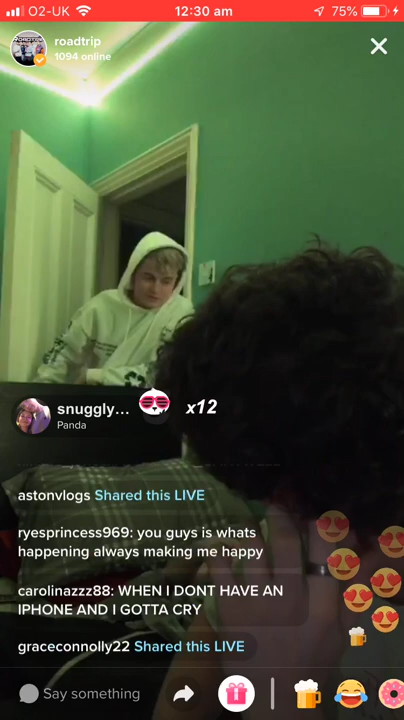 O2-UK
12:30 am
75%
roadtrip
1094 online
snuggly...
x12
Panda
astonvlogs Shared this LIVE
ryesprincess969: you guys is whats
happening always making me happy
carolinazzz88: WHEN I DONT HAVE AN
IPHONE AND I GOTTA CRY
graceconnolly22 Shared this LIVE
Say something